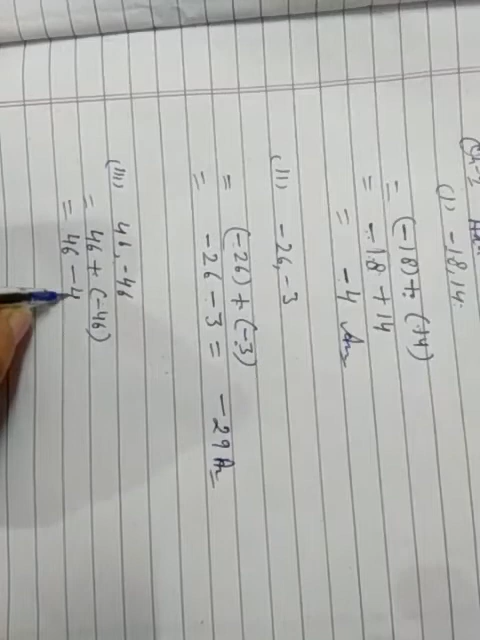 (I) -18, 14
= (-18) + (14)
= -18 + 14
= -4 Ans
(II) -26, -3
= (-26) + (-3)
= -26 - 3 = -29 An
(III) 46, -46
= 46 + (-46)
= 46 - 4